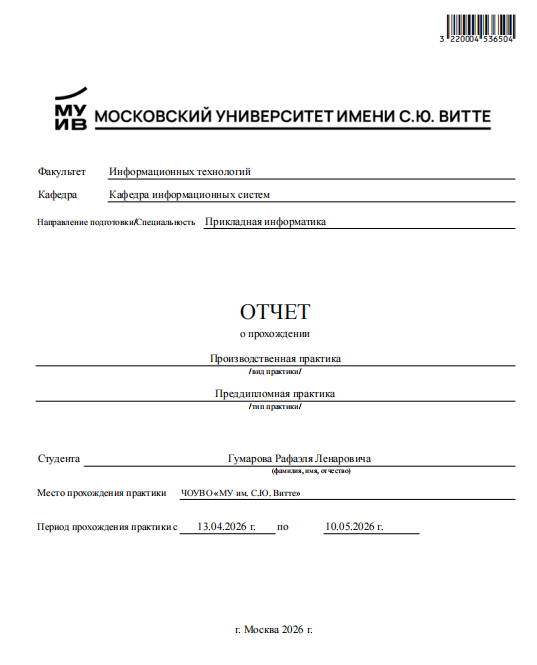 3 220004 536504
МУ ИВ МОСКОВСКИЙ УНИВЕРСИТЕТ ИМЕНИ С.Ю. ВИТТЕ
Факультет Информационных технологий
Кафедра Кафедра информационных систем
Направление подготовки/Специальность Прикладная информатика
ОТЧЕТ
о прохождении
Производственная практика
/вид практики/
Преддипломная практика
/тип практики/
Студента Гумарова Рафаэля Ленаровича
(фамилия, имя, отчество)
Место прохождения практики ЧОУВО «МУ им. С.Ю. Витте»
Период прохождения практики с 13.04.2026 г. по 10.05.2026 г.
г. Москва 2026 г.